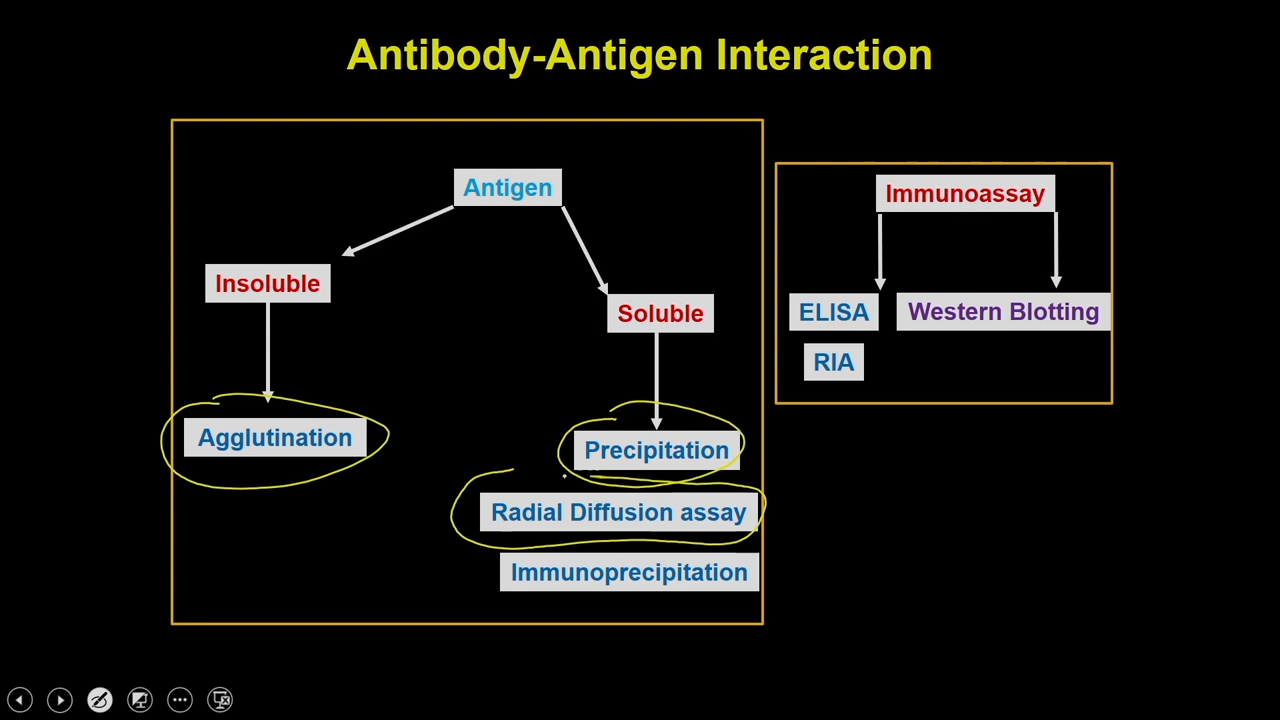 Antibody-Antigen Interaction
Antigen
Insoluble
Soluble
Agglutination
Precipitation
Radial Diffusion assay
Immunoprecipitation
Immunoassay
ELISA
Western Blotting
RIA